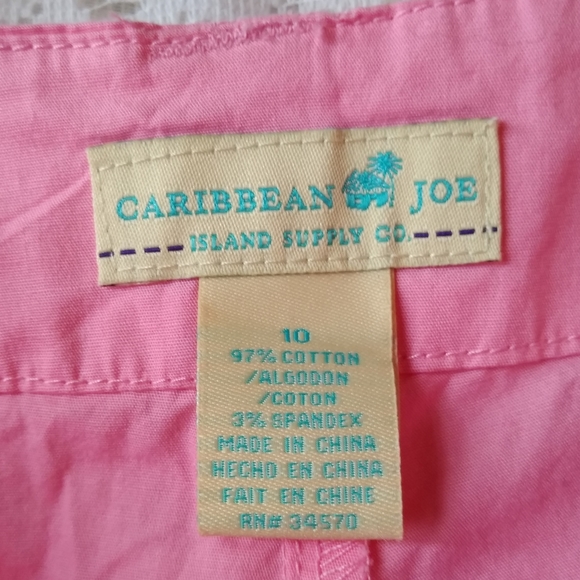 CARIBBEAN JOE
ISLAND SUPPLY CO.
10
97% COTTON
/ALGODON
/COTON
3% SPANDEX
MADE IN CHINA
HECHO EN CHINA
FAIT EN CHINE
RN# 34570